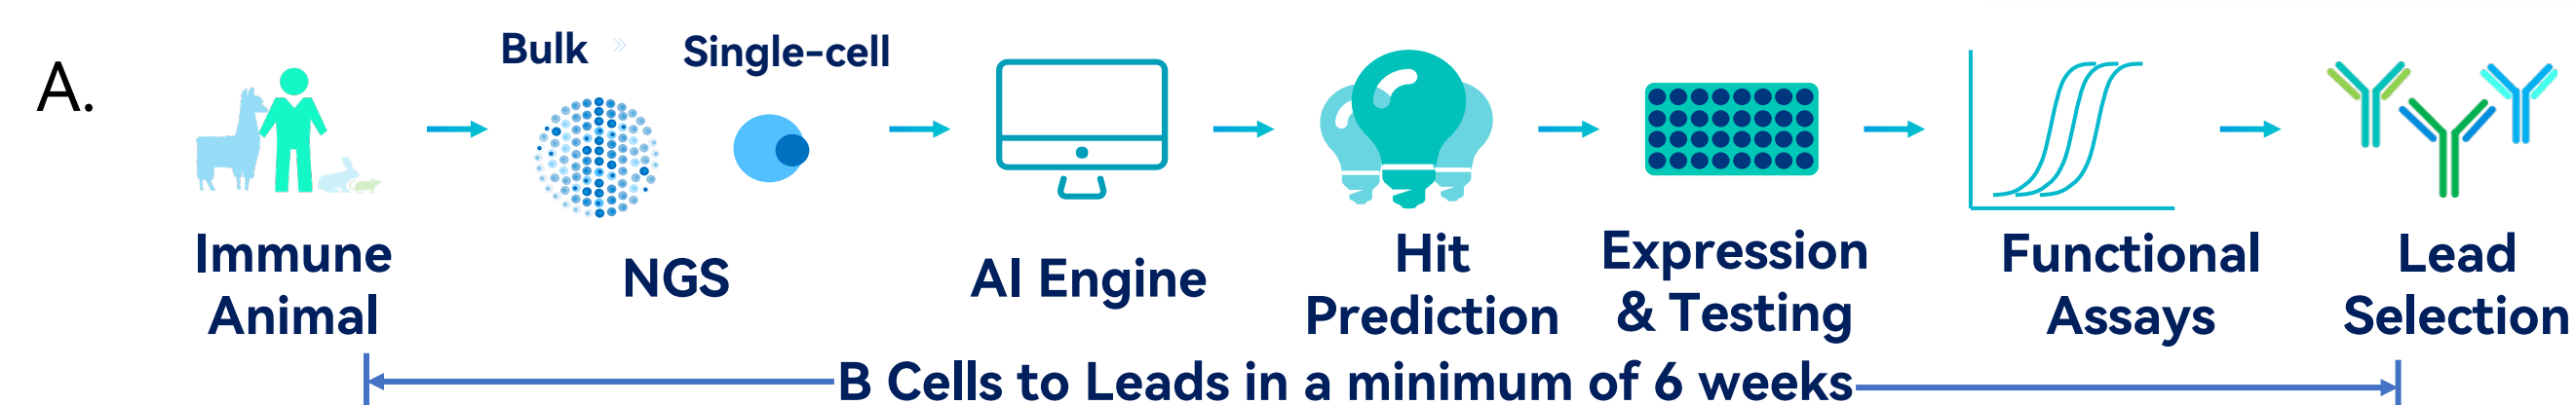 A.
Bulk » Single-cell
Immune
Animal
NGS
AI Engine
Hit
Prediction
Expression
& Testing
Functional
Assays
Lead
Selection
B Cells to Leads in a minimum of 6 weeks